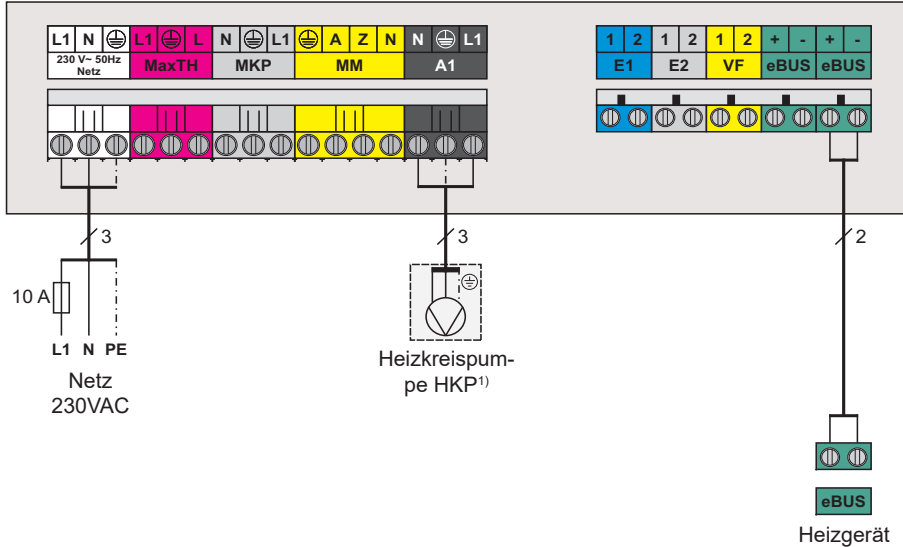 L1 N L1 L N L1 A Z N N L1 1 2 1 2 1 2 + - + -
230 V~ 50Hz
Netz
MaxTH MKP MM A1 E1 E2 VF eBUS eBUS
3 3 2
10 A
L1 N PE
Netz
230VAC
Heizkreispum-
pe HKP1)
eBUS
Heizgerät